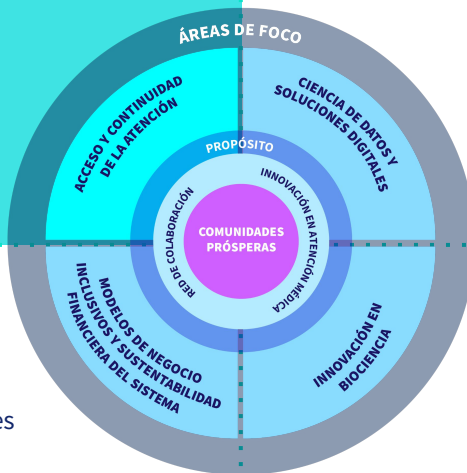 ÁREAS DE FOCO
ACCESO Y CONTINUIDAD
DE LA ATENCIÓN
CIENCIA DE DATOS Y
SOLUCIONES DIGITALES
PROPÓSITO
RED DE COLABORACIÓN
INNOVACIÓN EN ATENCIÓN MÉDICA
COMUNIDADES
PRÓSPERAS
MODELOS DE NEGOCIO
INCLUSIVOS Y SUSTENTABILIDAD
FINANCIERA DEL SISTEMA
INNOVACIÓN EN
BIOCIENCIA
es